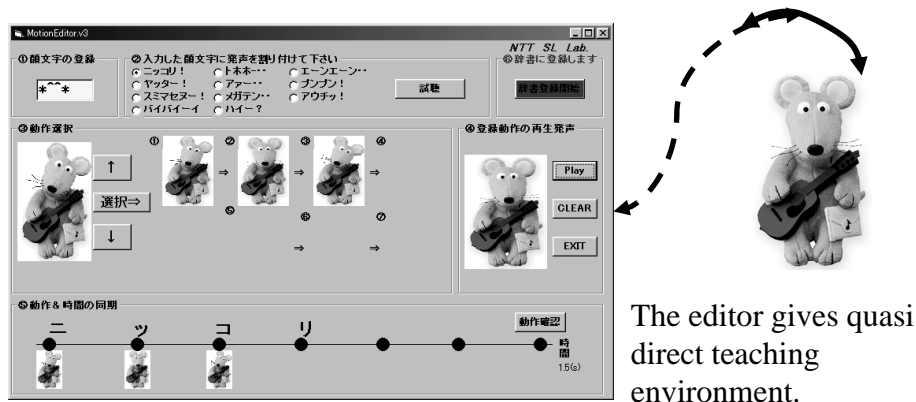 MotionEditor.v3
NTT SL Lab.
①顔文字の登録
*^^*
②入力した顔文字に発声を割り付けて下さい
ニッコリ！ トホホ・・ エーンエーン・・
ヤッター！ アァー・・ プンプン！
スミマセヌー！ メガテン・・ アウチッ！
バイバイーイ ハイー？
試聴
⑥辞書に登録します
辞書登録開始
③動作選択
↑
選択⇒
↓
① ⇒ ② ⇒ ③ ⇒ ④
⑤ ⇒ ⑥ ⇒ ⑦
④登録動作の再生発声
Play
CLEAR
EXIT
⑤動作&時間の同期
動作確認
ニ ッ コ リ
時
間
1.5(s)
The editor gives quasi
direct teaching
environment.